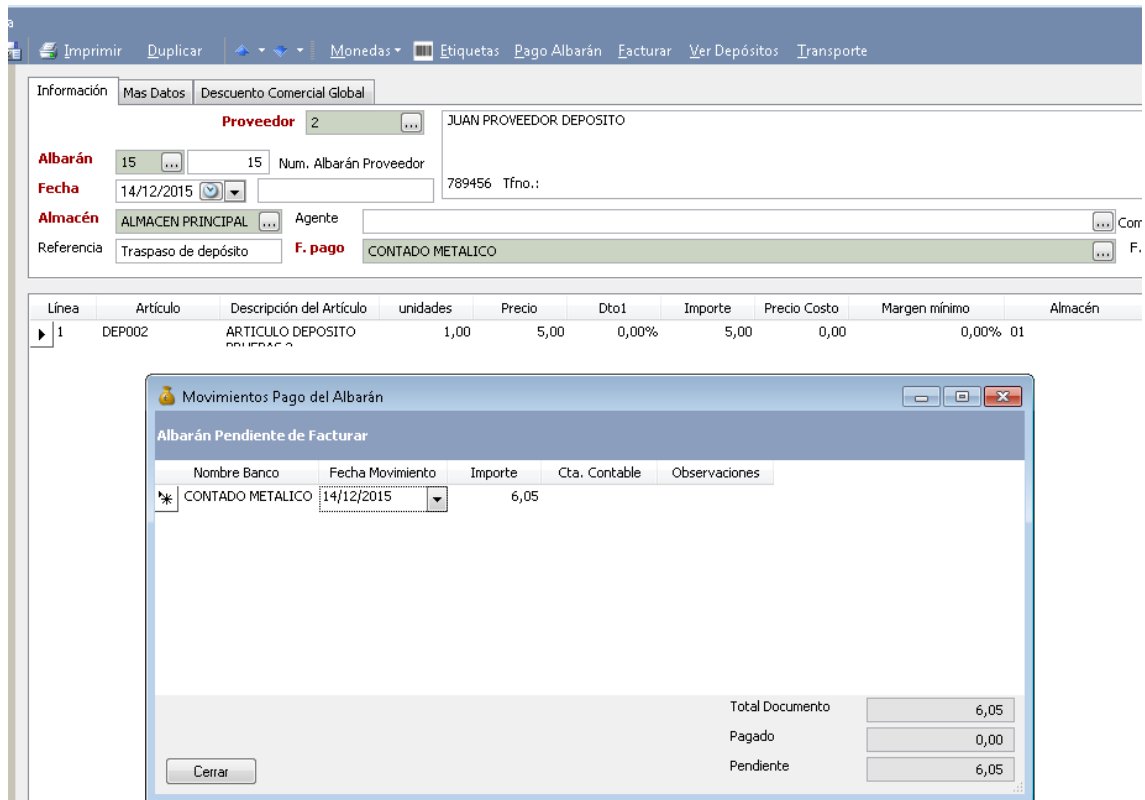 a
Imprimir Duplicar Monedas Etiquetas Pago Albarán Facturar Ver Depósitos Transporte
Información Mas Datos Descuento Comercial Global
Proveedor 2 ... JUAN PROVEEDOR DEPOSITO
Albarán 15 ... 15 Num. Albarán Proveedor
789456 Tfno.:
Fecha 14/12/2015
Almacén ALMACEN PRINCIPAL ... Agente ... Com
Referencia Traspaso de depósito F. pago CONTADO METALICO ... F.
Línea Artículo Descripción del Artículo unidades Precio Dto1 Importe Precio Costo Margen mínimo Almacén
1 DEP002 ARTICULO DEPOSITO 1,00 5,00 0,00% 5,00 0,00 0,00% 01
PRUEBAS 2
Movimientos Pago del Albarán
Albarán Pendiente de Facturar
Nombre Banco Fecha Movimiento Importe Cta. Contable Observaciones
CONTADO METALICO 14/12/2015 6,05
Total Documento 6,05
Pagado 0,00
Cerrar Pendiente 6,05